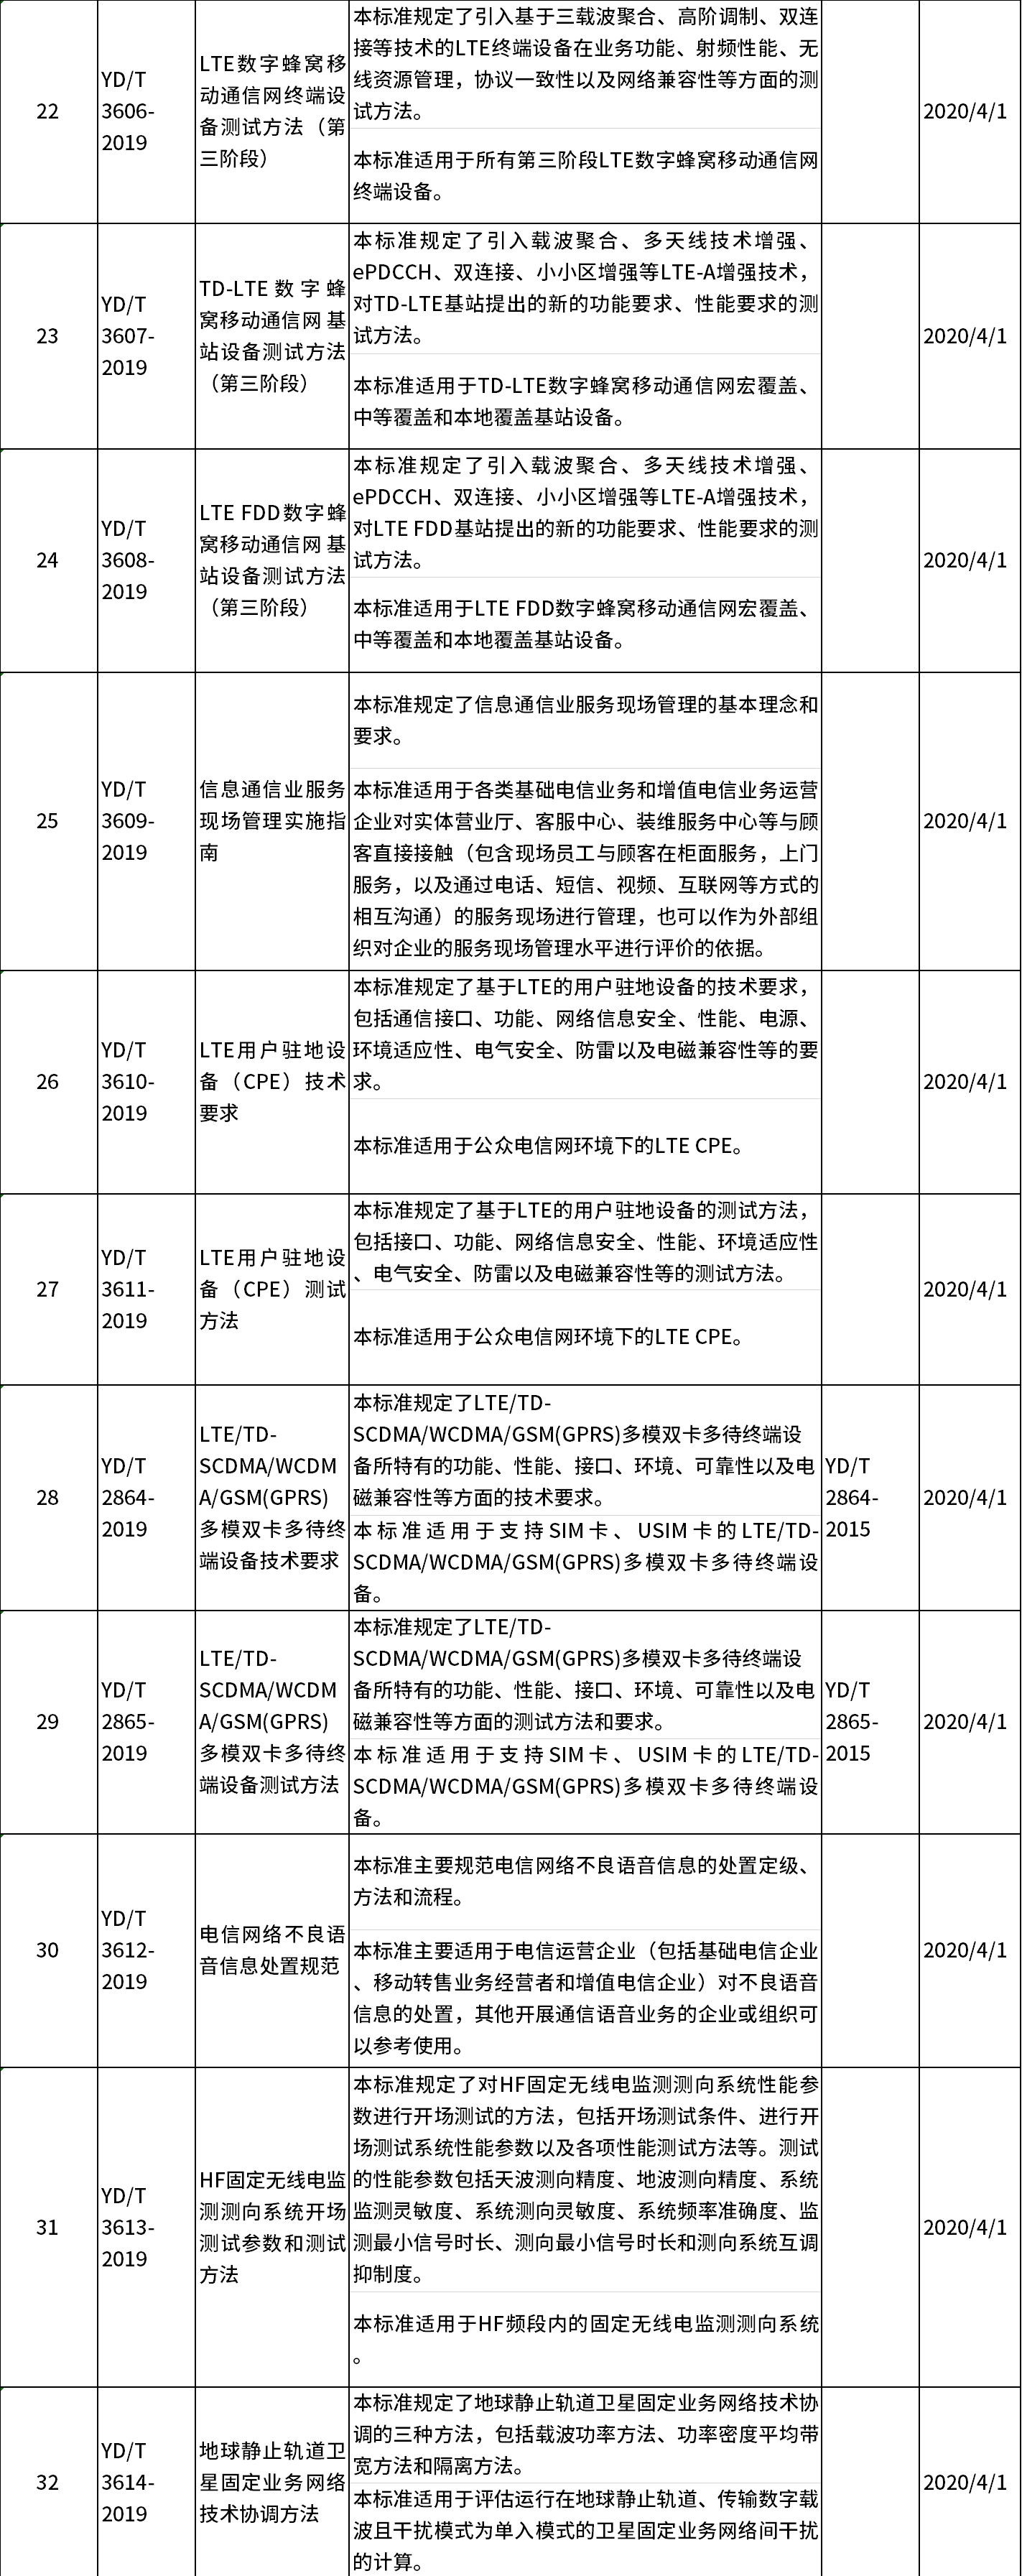 22
YD/T
3606-
2019
LTE数字蜂窝移
动通信网终端设
备测试方法（第
三阶段）
本标准规定了引入基于三载波聚合、高阶调制、双连
接等技术的LTE终端设备在业务功能、射频性能、无
线资源管理，协议一致性以及网络兼容性等方面的测
试方法。
本标准适用于所有第三阶段LTE数字蜂窝移动通信网
终端设备。
2020/4/1
23
YD/T
3607-
2019
TD-LTE数字蜂
窝移动通信网 基
站设备测试方法
（第三阶段）
本标准规定了引入载波聚合、多天线技术增强、
ePDCCH、双连接、小小区增强等LTE-A增强技术，
对TD-LTE基站提出的新的功能要求、性能要求的测
试方法。
本标准适用于TD-LTE数字蜂窝移动通信网宏覆盖、
中等覆盖和本地覆盖基站设备。
2020/4/1
24
YD/T
3608-
2019
LTE FDD数字蜂
窝移动通信网 基
站设备测试方法
（第三阶段）
本标准规定了引入载波聚合、多天线技术增强、
ePDCCH、双连接、小小区增强等LTE-A增强技术，
对LTE FDD基站提出的新的功能要求、性能要求的测
试方法。
本标准适用于LTE FDD数字蜂窝移动通信网宏覆盖、
中等覆盖和本地覆盖基站设备。
2020/4/1
25
YD/T
3609-
2019
信息通信业服务
现场管理实施指
南
本标准规定了信息通信业服务现场管理的基本理念和
要求。
本标准适用于各类基础电信业务和增值电信业务运营
企业对实体营业厅、客服中心、装维服务中心等与顾
客直接接触（包含现场员工与顾客在柜面服务，上门
服务，以及通过电话、短信、视频、互联网等方式的
相互沟通）的服务现场进行管理，也可以作为外部组
织对企业的服务现场管理水平进行评价的依据。
2020/4/1
26
YD/T
3610-
2019
LTE用户驻地设
备（CPE）技术
要求
本标准规定了基于LTE的用户驻地设备的技术要求，
包括通信接口、功能、网络信息安全、性能、电源、
环境适应性、电气安全、防雷以及电磁兼容性等的要
求。
本标准适用于公众电信网环境下的LTE CPE。
2020/4/1
27
YD/T
3611-
2019
LTE用户驻地设
备（CPE）测试
方法
本标准规定了基于LTE的用户驻地设备的测试方法，
包括接口、功能、网络信息安全、性能、环境适应性
、电气安全、防雷以及电磁兼容性等的测试方法。
本标准适用于公众电信网环境下的LTE CPE。
2020/4/1
28
YD/T
2864-
2019
LTE/TD-
SCDMA/WCDM
A/GSM(GPRS)
多模双卡多待终
端设备技术要求
本标准规定了LTE/TD-
SCDMA/WCDMA/GSM(GPRS)多模双卡多待终端设
备所特有的功能、性能、接口、环境、可靠性以及电
磁兼容性等方面的技术要求。
本标准适用于支持SIM卡、USIM卡的LTE/TD-
SCDMA/WCDMA/GSM(GPRS)多模双卡多待终端设
备。
YD/T
2864-
2015
2020/4/1
29
YD/T
2865-
2019
LTE/TD-
SCDMA/WCDM
A/GSM(GPRS)
多模双卡多待终
端设备测试方法
本标准规定了LTE/TD-
SCDMA/WCDMA/GSM(GPRS)多模双卡多待终端设
备所特有的功能、性能、接口、环境、可靠性以及电
磁兼容性等方面的测试方法和要求。
本标准适用于支持SIM卡、USIM卡的LTE/TD-
SCDMA/WCDMA/GSM(GPRS)多模双卡多待终端设
备。
YD/T
2865-
2015
2020/4/1
30
YD/T
3612-
2019
电信网络不良语
音信息处置规范
本标准主要规范电信网络不良语音信息的处置定级、
方法和流程。
本标准主要适用于电信运营企业（包括基础电信企业
、移动转售业务经营者和增值电信企业）对不良语音
信息的处置，其他开展通信语音业务的企业或组织可
以参考使用。
2020/4/1
31
YD/T
3613-
2019
HF固定无线电监
测测向系统开场
测试参数和测试
方法
本标准规定了对HF固定无线电监测测向系统性能参
数进行开场测试的方法，包括开场测试条件、进行开
场测试系统性能参数以及各项性能测试方法等。测试
的性能参数包括天波测向精度、地波测向精度、系统
监测灵敏度、系统测向灵敏度、系统频率准确度、监
测最小信号时长、测向最小信号时长和测向系统互调
抑制度。
本标准适用于HF频段内的固定无线电监测测向系统
。
2020/4/1
32
YD/T
3614-
2019
地球静止轨道卫
星固定业务网络
技术协调方法
本标准规定了地球静止轨道卫星固定业务网络技术协
调的三种方法，包括载波功率方法、功率密度平均带
宽方法和隔离方法。
本标准适用于评估运行在地球静止轨道、传输数字载
波且干扰模式为单入模式的卫星固定业务网络间干扰
的计算。
2020/4/1